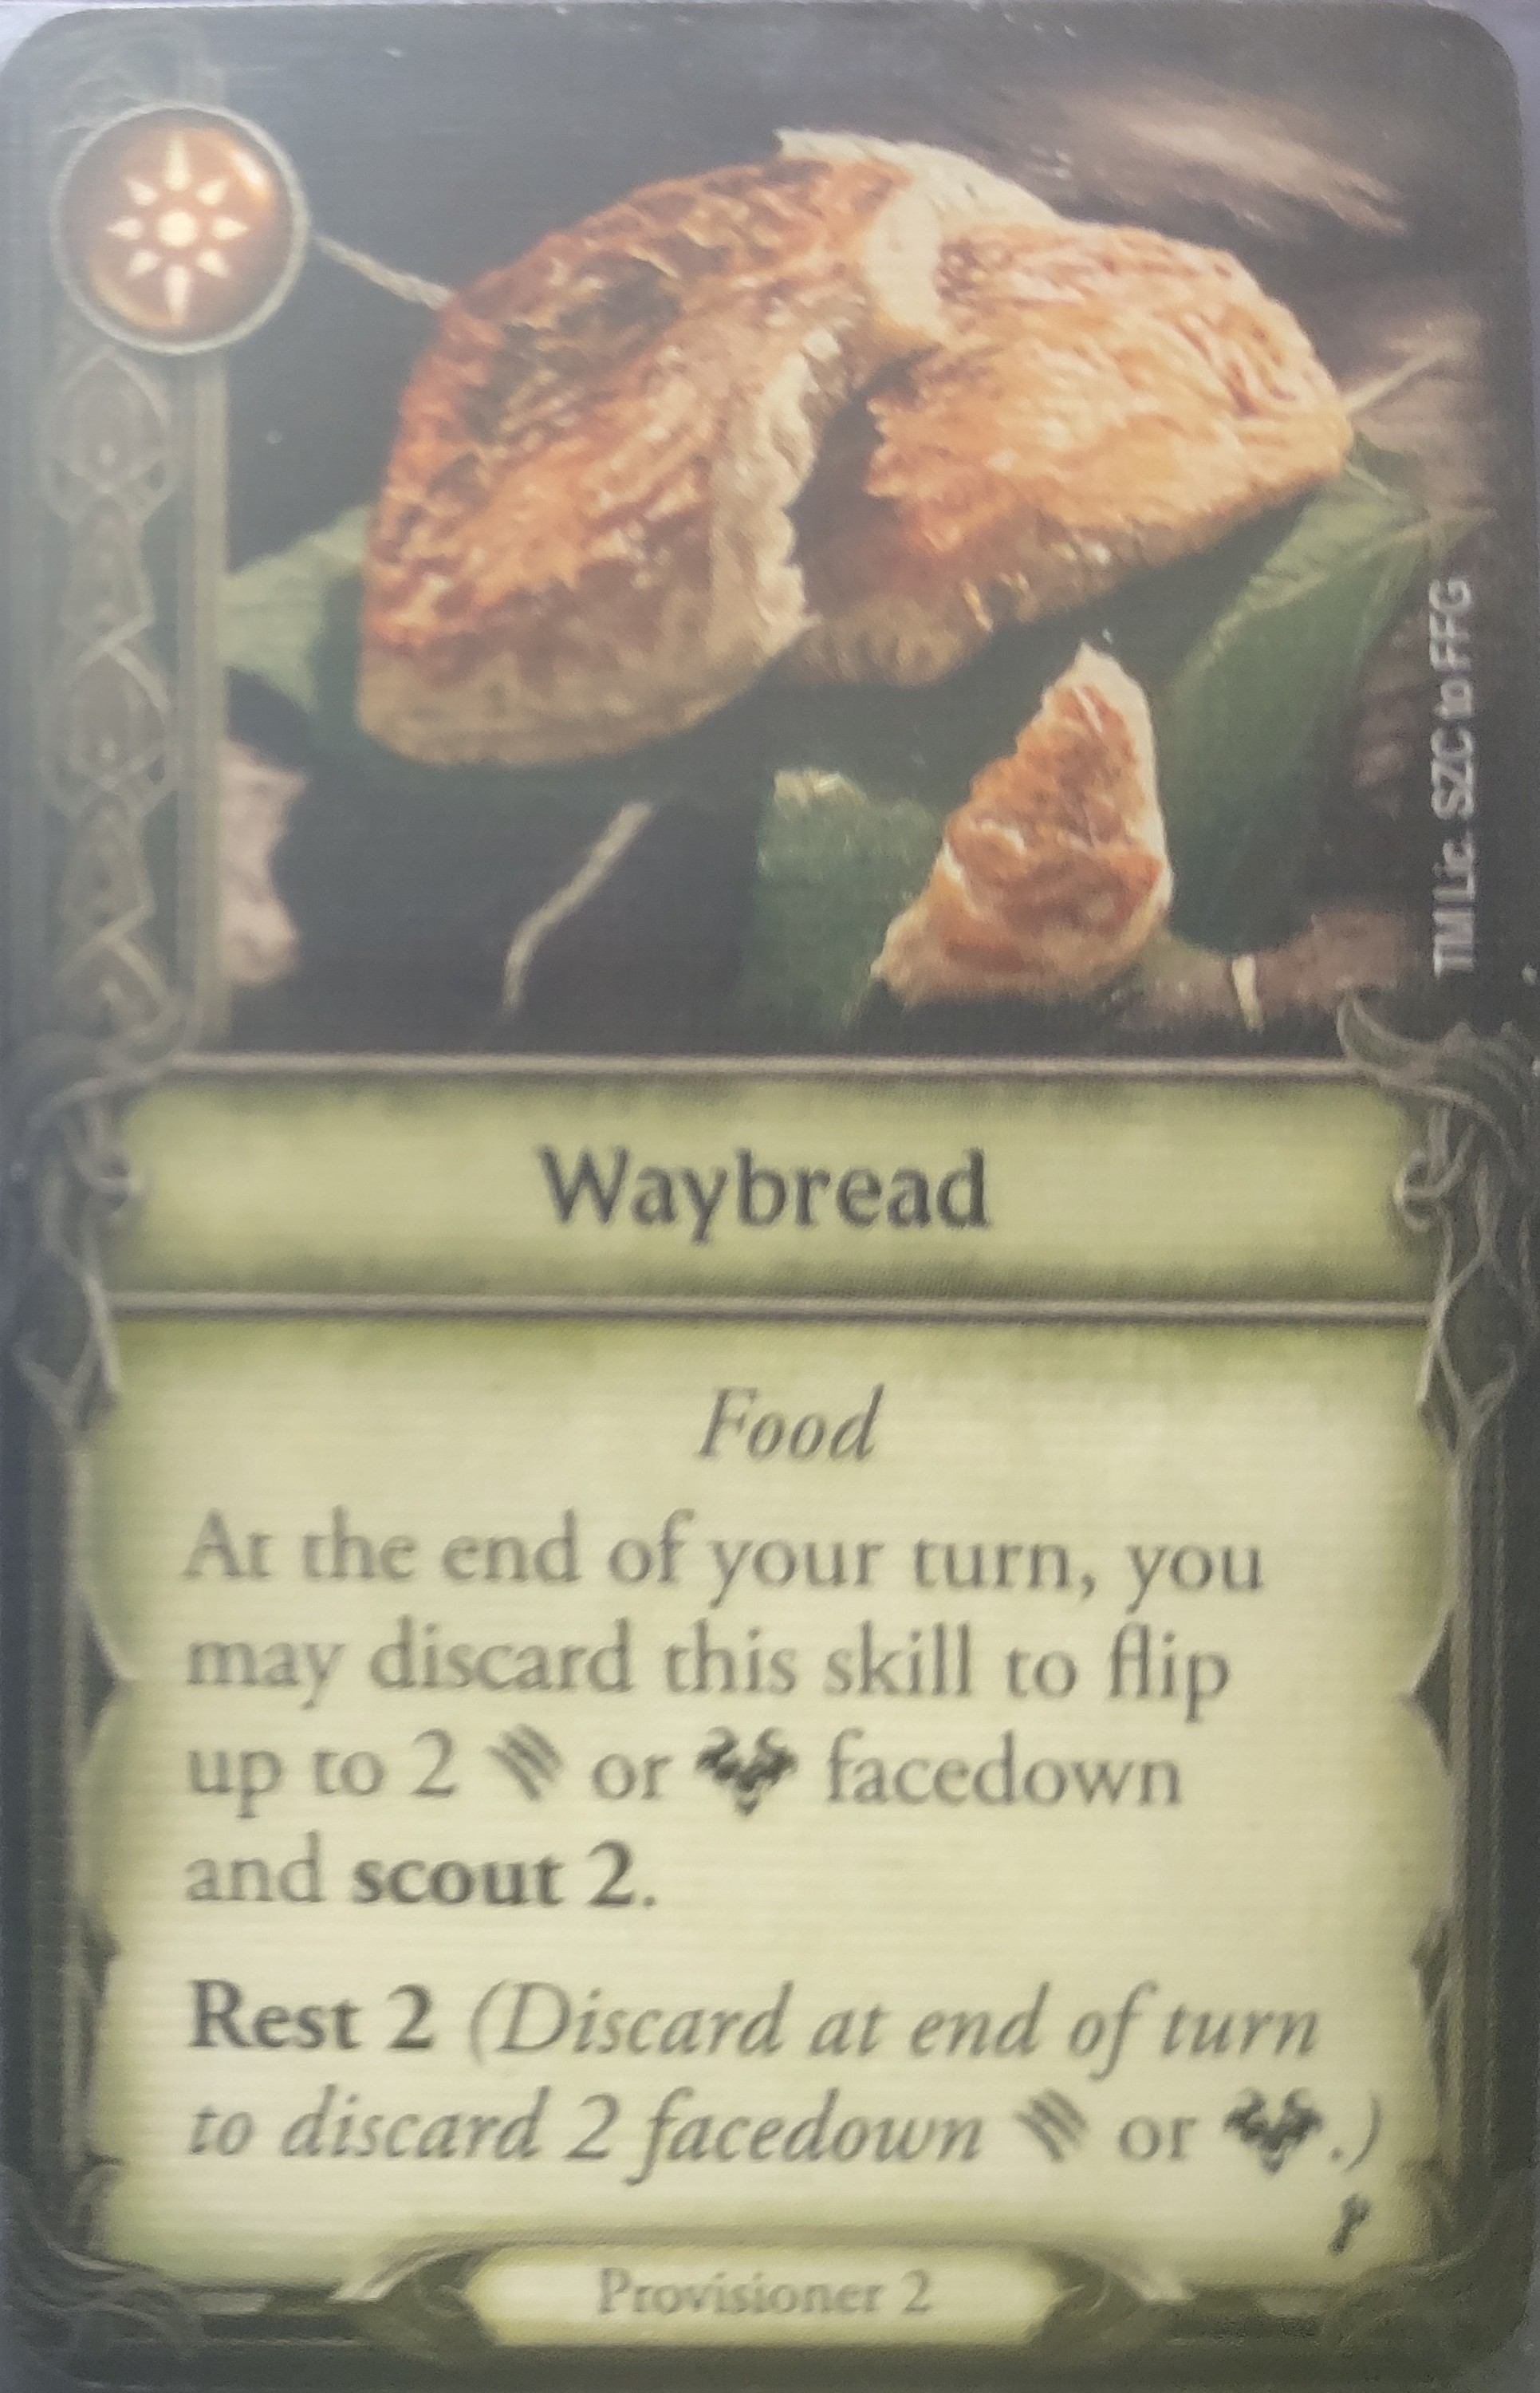 TM Lic. SZC to FFG
Waybread
Food
At the end of your turn, you
may discard this skill to flip
up to 2 or facedown
and scout 2.
Rest 2 (Discard at end of turn
to discard 2 facedown or .)
Provisioner 2